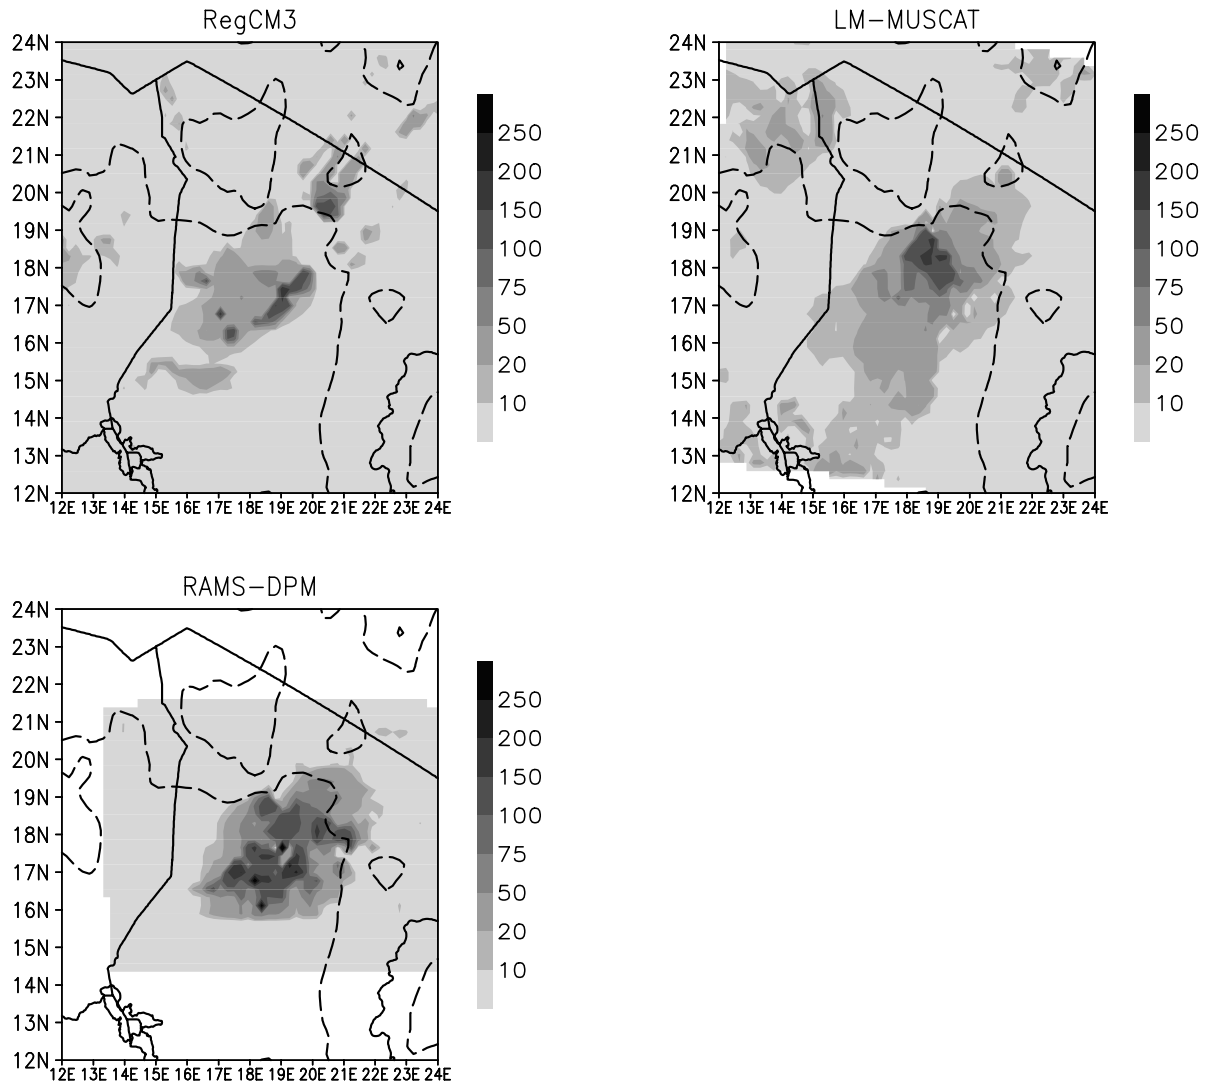 RegCM3
24N
23N
22N
21N
20N
19N
18N
17N
16N
15N
14N
13N
12N
12E 13E 14E 15E 16E 17E 18E 19E 20E 21E 22E 23E 24E
250
200
150
100
75
50
20
10
LM-MUSCAT
24N
23N
22N
21N
20N
19N
18N
17N
16N
15N
14N
13N
12N
12E 13E 14E 15E 16E 17E 18E 19E 20E 21E 22E 23E 24E
250
200
150
100
75
50
20
10
RAMS-DPM
24N
23N
22N
21N
20N
19N
18N
17N
16N
15N
14N
13N
12N
12E 13E 14E 15E 16E 17E 18E 19E 20E 21E 22E 23E 24E
250
200
150
100
75
50
20
10